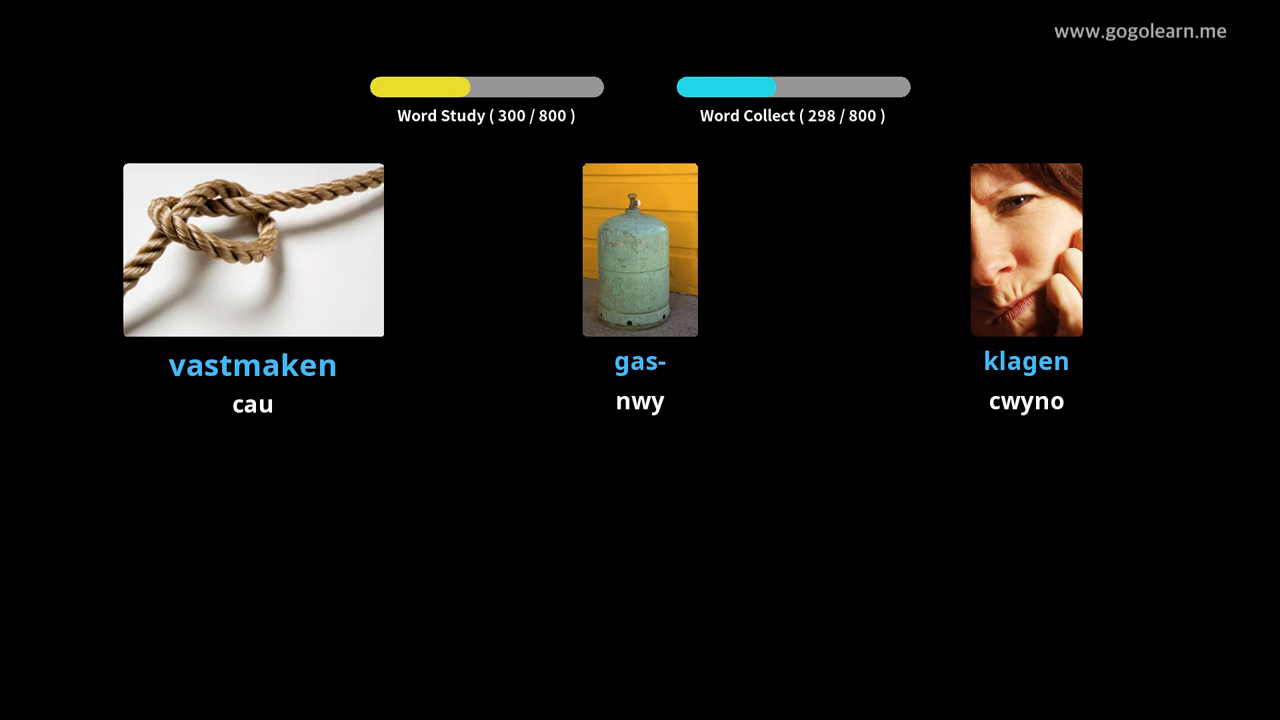 www.gogolearn.me
Word Study ( 300 / 800 )
Word Collect ( 298 / 800 )
vastmaken
cau
gas-
nwy
klagen
cwyno